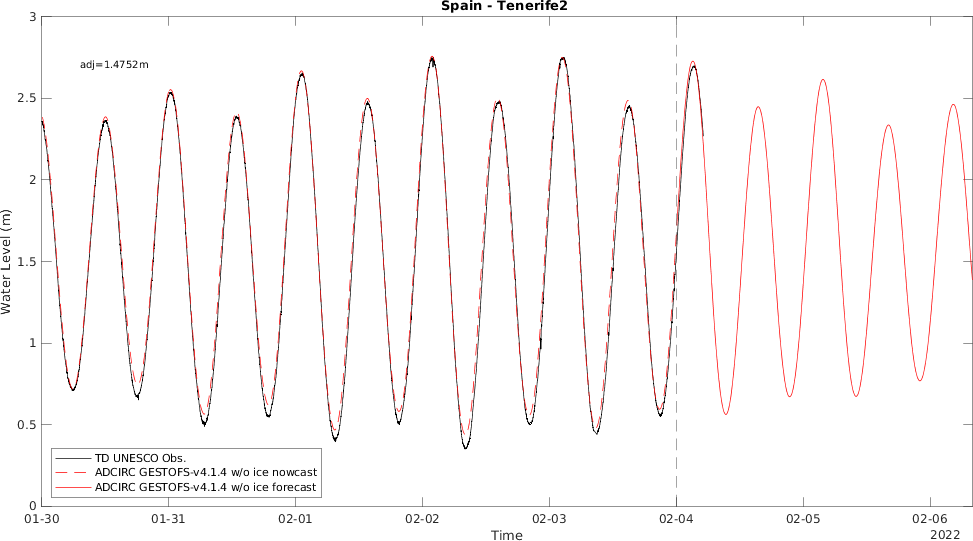 Spain - Tenerife2
adj=1.4752m
Water Level (m)
3
2.5
2
1.5
1
0.5
0
TD UNESCO Obs.
ADCIRC GESTOFS-v4.1.4 w/o ice nowcast
ADCIRC GESTOFS-v4.1.4 w/o ice forecast
01-30 01-31 02-01 02-02 02-03 02-04 02-05 02-06
Time
2022